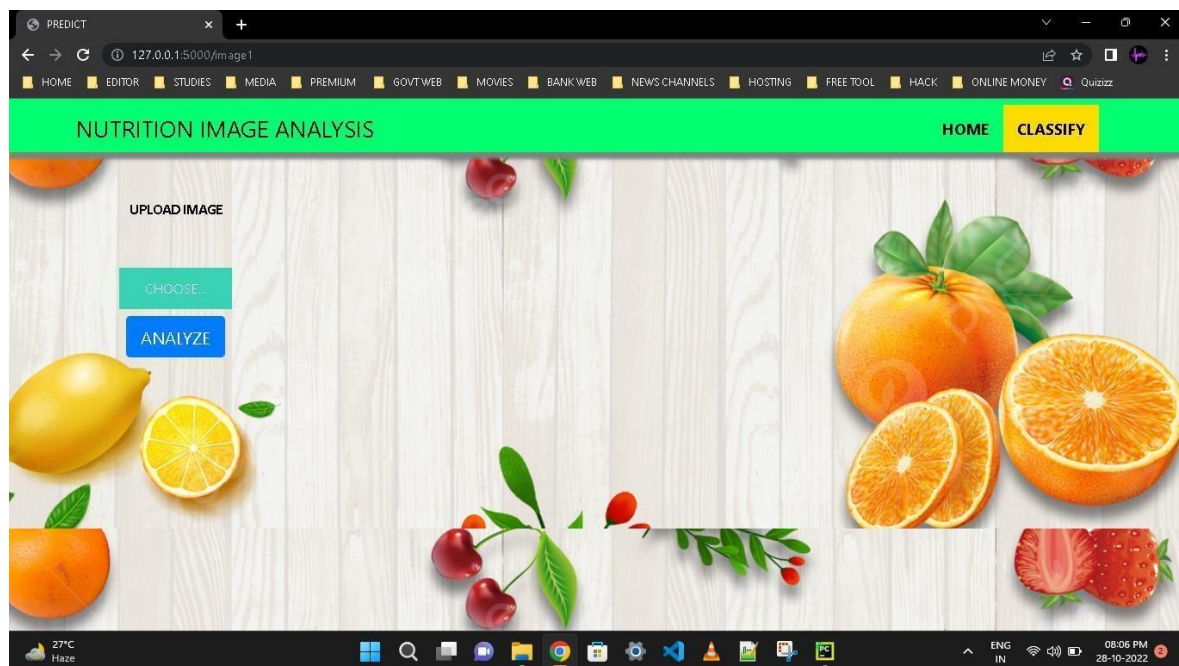 PREDICT
127.0.0.1:5000/image1
HOME EDITOR STUDIES MEDIA PREMIUM GOVT WEB MOVIES BANK WEB NEWS CHANNELS HOSTING FREE TOOL HACK ONLINE MONEY Quizizz
NUTRITION IMAGE ANALYSIS HOME CLASSIFY
UPLOAD IMAGE
CHOOSE...
ANALYZE
27°C
Haze
ENG
IN
08:06 PM
28-10-2022
2